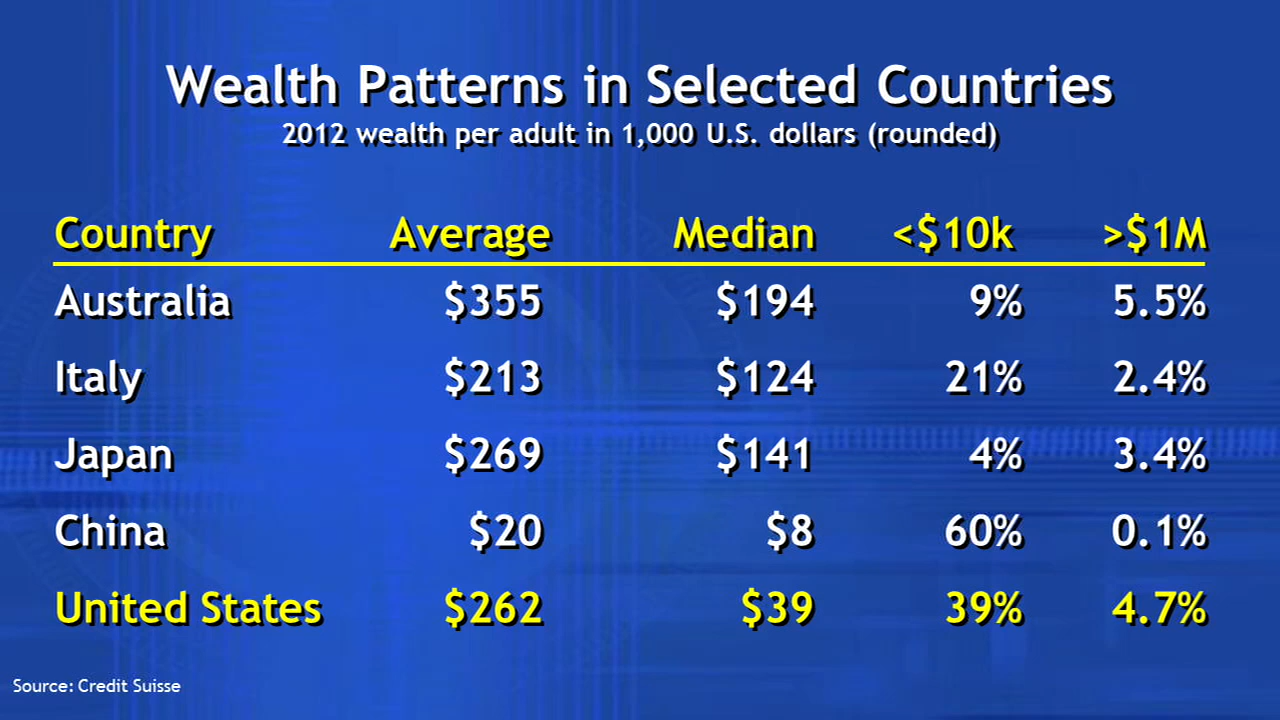 Wealth Patterns in Selected Countries
2012 wealth per adult in 1,000 U.S. dollars (rounded)
Country Average Median <$10k >$1M
Australia $355 $194 9% 5.5%
Italy $213 $124 21% 2.4%
Japan $269 $141 4% 3.4%
China $20 $8 60% 0.1%
United States $262 $39 39% 4.7%
Source: Credit Suisse